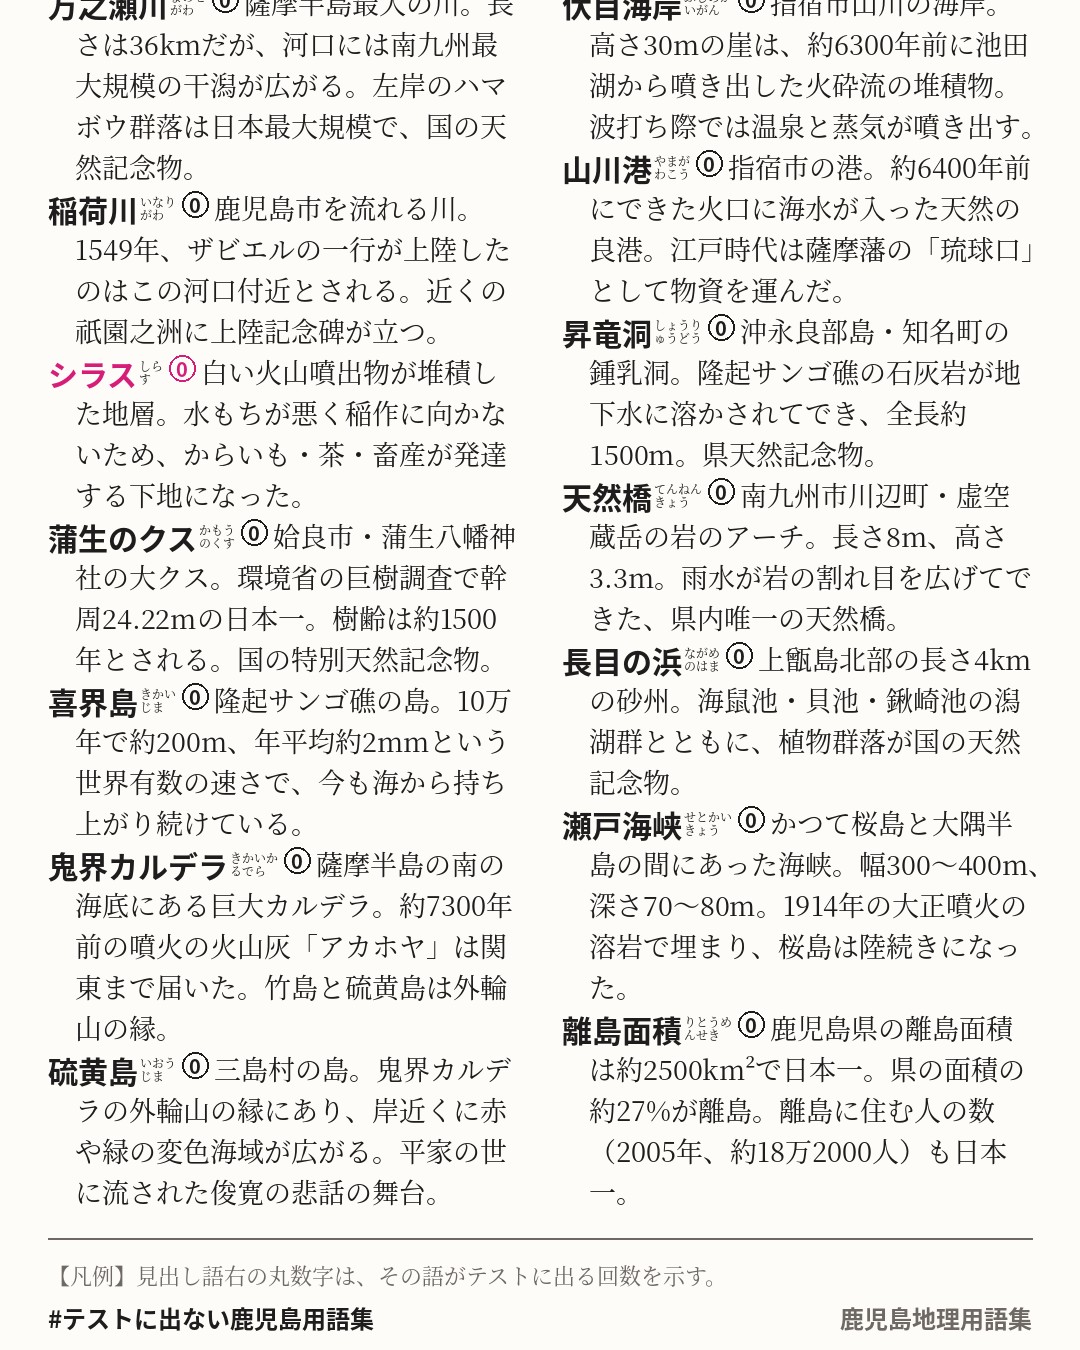 万之瀬川 ⓪ 薩摩半島最大の川。長
さは36kmだが、河口には南九州最
大規模の干潟が広がる。左岸のハマ
ボウ群落は日本最大規模で、国の天
然記念物。
稲荷川 いなりがわ ⓪ 鹿児島市を流れる川。
1549年、ザビエルの一行が上陸した
のはこの河口付近とされる。近くの
祇園之洲に上陸記念碑が立つ。
シラス しらす ⓪ 白い火山噴出物が堆積し
た地層。水もちが悪く稲作に向かな
いため、からいも・茶・畜産が発達
する下地になった。
蒲生のクス かもうのくす ⓪ 姶良市・蒲生八幡神
社の大クス。環境省の巨樹調査で幹
周24.22mの日本一。樹齢は約1500
年とされる。国の特別天然記念物。
喜界島 きかいじま ⓪ 隆起サンゴ礁の島。10万
年で約200m、年平均約2mmという
世界有数の速さで、今も海から持ち
上がり続けている。
鬼界カルデラ きかいかるでら ⓪ 薩摩半島の南の
海底にある巨大カルデラ。約7300年
前の噴火の火山灰「アカホヤ」は関
東まで届いた。竹島と硫黄島は外輪
山の縁。
硫黄島 いおうじま ⓪ 三島村の島。鬼界カルデ
ラの外輪山の縁にあり、岸近くに赤
や緑の変色海域が広がる。平家の世
に流された俊寛の悲話の舞台。
伏目海岸 ⓪ 指宿市山川の海岸。
高さ30mの崖は、約6300年前に池田
湖から噴き出した火砕流の堆積物。
波打ち際では温泉と蒸気が噴き出す。
山川港 やまがわこう ⓪ 指宿市の港。約6400年前
にできた火口に海水が入った天然の
良港。江戸時代は薩摩藩の「琉球口」
として物資を運んだ。
昇竜洞 しょうりゅうどう ⓪ 沖永良部島・知名町の
鍾乳洞。隆起サンゴ礁の石灰岩が地
下水に溶かされてでき、全長約
1500m。県天然記念物。
天然橋 てんねんきょう ⓪ 南九州市川辺町・虚空
蔵岳の岩のアーチ。長さ8m、高さ
3.3m。雨水が岩の割れ目を広げてで
きた、県内唯一の天然橋。
長目の浜 ながめのはま ⓪ 上甑島北部の長さ4km
の砂州。海鼠池・貝池・鍬崎池の潟
湖群とともに、植物群落が国の天然
記念物。
瀬戸海峡 せとかいきょう ⓪ かつて桜島と大隅半
島の間にあった海峡。幅300〜400m、
深さ70〜80m。1914年の大正噴火の
溶岩で埋まり、桜島は陸続きになっ
た。
離島面積 りとうめんせき ⓪ 鹿児島県の離島面積
は約2500km²で日本一。県の面積の
約27%が離島。離島に住む人の数
（2005年、約18万2000人）も日本
一。
【凡例】見出し語右の丸数字は、その語がテストに出る回数を示す。
#テストに出ない鹿児島用語集
鹿児島地理用語集